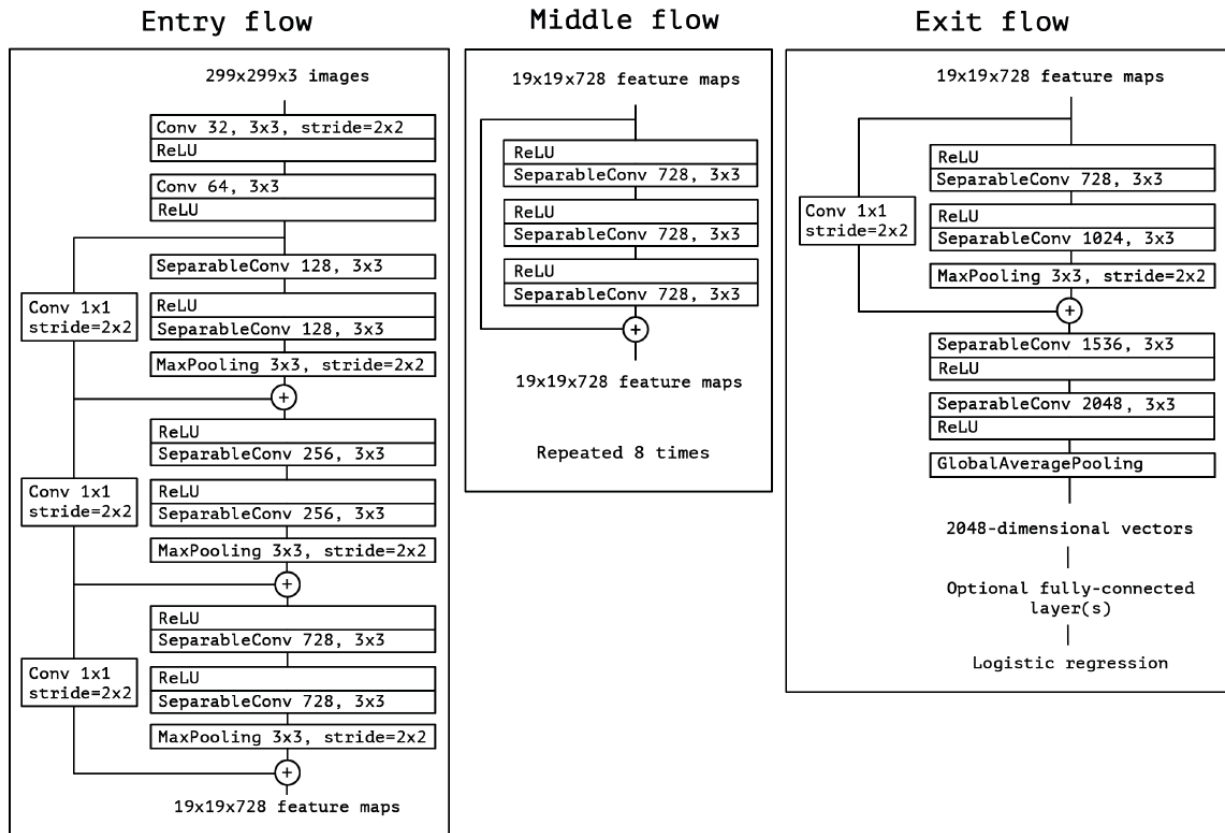 Entry flow
299x299x3 images
Conv 32, 3x3, stride=2x2
ReLU
Conv 64, 3x3
ReLU
SeparableConv 128, 3x3
Conv 1x1
stride=2x2
ReLU
SeparableConv 128, 3x3
MaxPooling 3x3, stride=2x2
+
ReLU
SeparableConv 256, 3x3
Conv 1x1
stride=2x2
ReLU
SeparableConv 256, 3x3
MaxPooling 3x3, stride=2x2
+
ReLU
SeparableConv 728, 3x3
Conv 1x1
stride=2x2
ReLU
SeparableConv 728, 3x3
MaxPooling 3x3, stride=2x2
+
19x19x728 feature maps
Middle flow
19x19x728 feature maps
ReLU
SeparableConv 728, 3x3
ReLU
SeparableConv 728, 3x3
ReLU
SeparableConv 728, 3x3
+
19x19x728 feature maps
Repeated 8 times
Exit flow
19x19x728 feature maps
ReLU
SeparableConv 728, 3x3
Conv 1x1
stride=2x2
ReLU
SeparableConv 1024, 3x3
MaxPooling 3x3, stride=2x2
+
SeparableConv 1536, 3x3
ReLU
SeparableConv 2048, 3x3
ReLU
GlobalAveragePooling
2048-dimensional vectors
Optional fully-connected
layer(s)
Logistic regression